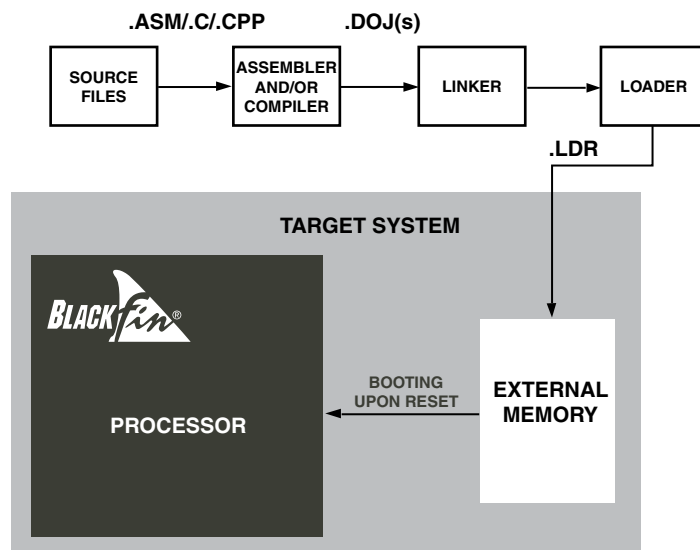 .ASM/.C/.CPP
.DOJ(s)
SOURCE
FILES
ASSEMBLER
AND/OR
COMPILER
LINKER
LOADER
.LDR
TARGET SYSTEM
BLACKfin®
PROCESSOR
BOOTING
UPON RESET
EXTERNAL
MEMORY